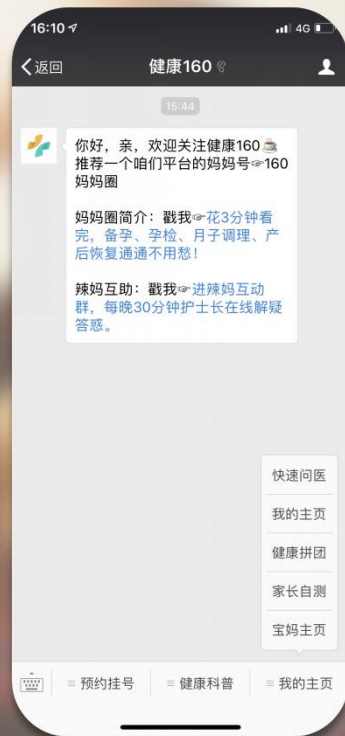 16:10
4G
返回
健康160
15:44
你好，亲，欢迎关注健康160
推荐一个咱们平台的妈妈号☞160
妈妈圈
妈妈圈简介：戳我☞花3分钟看
完，备孕、孕检、月子调理、产
后恢复通通不用愁！
辣妈互助：戳我☞进辣妈互动
群，每晚30分钟护士长在线解疑
答惑。
快速问医
我的主页
健康拼团
家长自测
宝妈主页
预约挂号
健康科普
我的主页